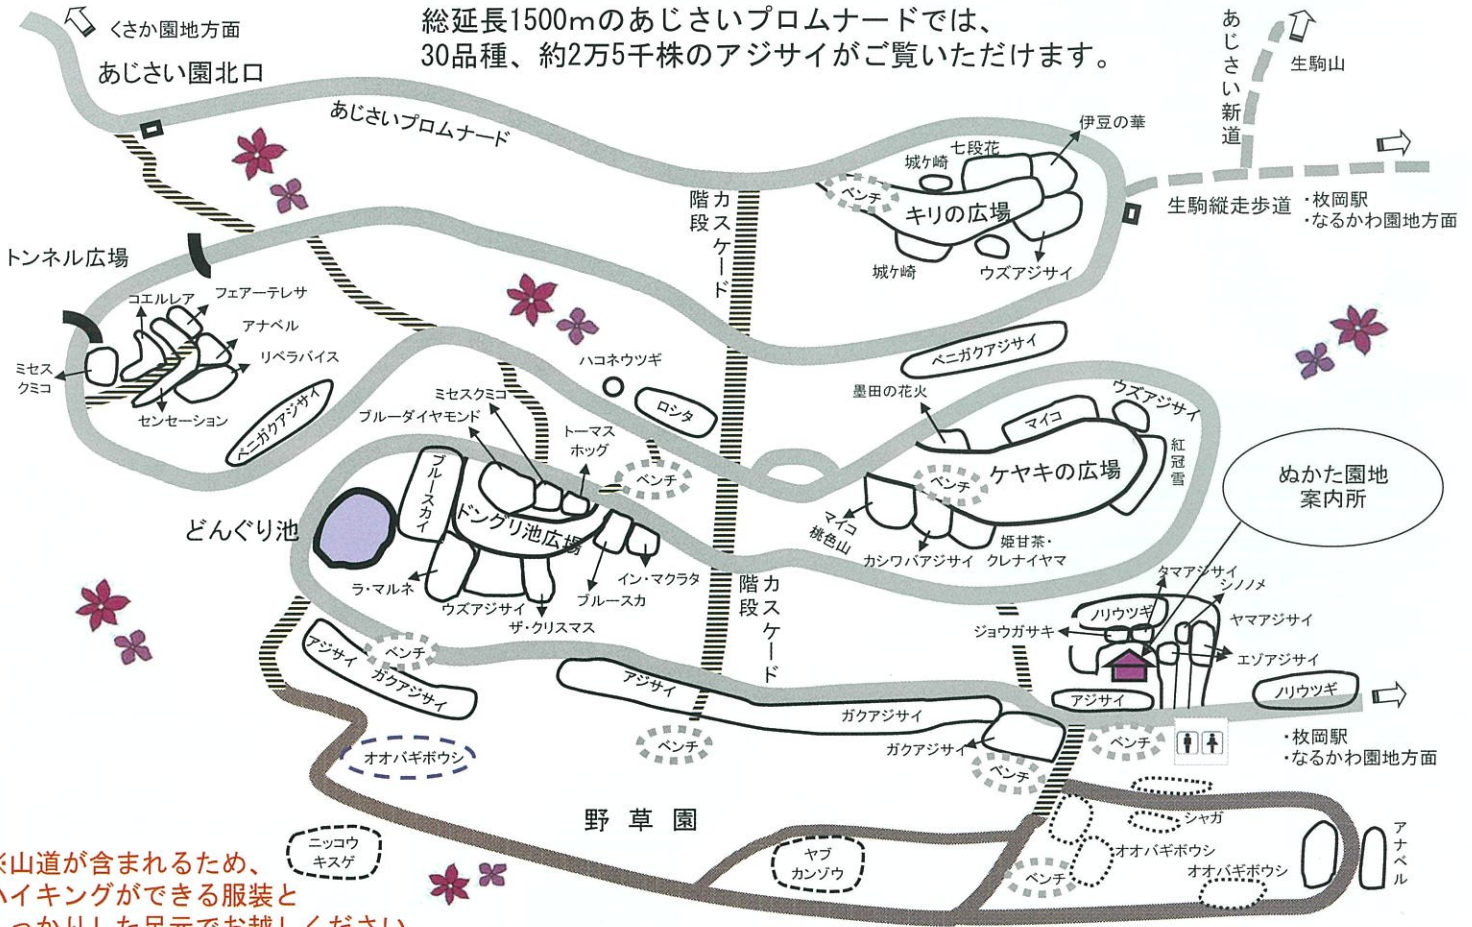 総延長1500mのあじさいプロムナードでは、
30品種、約2万5千株のアジサイがご覧いただけます。
くさか園地方面
あじさい園北口
あじさいプロムナード
あじさい新道
生駒山
伊豆の華
七段花
城ケ崎
ベンチ
キリの広場
城ケ崎
ウズアジサイ
生駒縦走歩道
・枚岡駅
・なるかわ園地方面
カスケード
階段
トンネル広場
コエルレア
フェアーテレサ
アナベル
リベラバイス
ミセス
クミコ
センセーション
ベニガクアジサイ
ハコネウツギ
ロシタ
ベニガクアジサイ
墨田の花火
マイコ
ウズアジサイ
紅冠雪
ケヤキの広場
ベンチ
マイコ
桃色山
カシワバアジサイ
姫甘茶・
クレナイヤマ
ぬかた園地
案内所
ミセスクミコ
ブルーダイヤモンド
トーマス
ホッグ
ベンチ
ブルースカイ
どんぐり池
ドングリ池広場
ラ・マルネ
ウズアジサイ
ザ・クリスマス
ブルースカ
イン・マクラタ
カスケード
階段
タマアジサイ
シノノメ
ノリウツギ
ヤマアジサイ
ジョウガサキ
エゾアジサイ
アジサイ
ノリウツギ
アジサイ
ガクアジサイ
ベンチ
アジサイ
ガクアジサイ
ガクアジサイ
ベンチ
ベンチ
ベンチ
・枚岡駅
・なるかわ園地方面
オオバギボウシ
野草園
シャガ
オオバギボウシ
オオバギボウシ
ベンチ
アナベル
ニッコウ
キスゲ
ヤブ
カンゾウ
※山道が含まれるため、
ハイキングができる服装と
しっかりした足元でお越しください